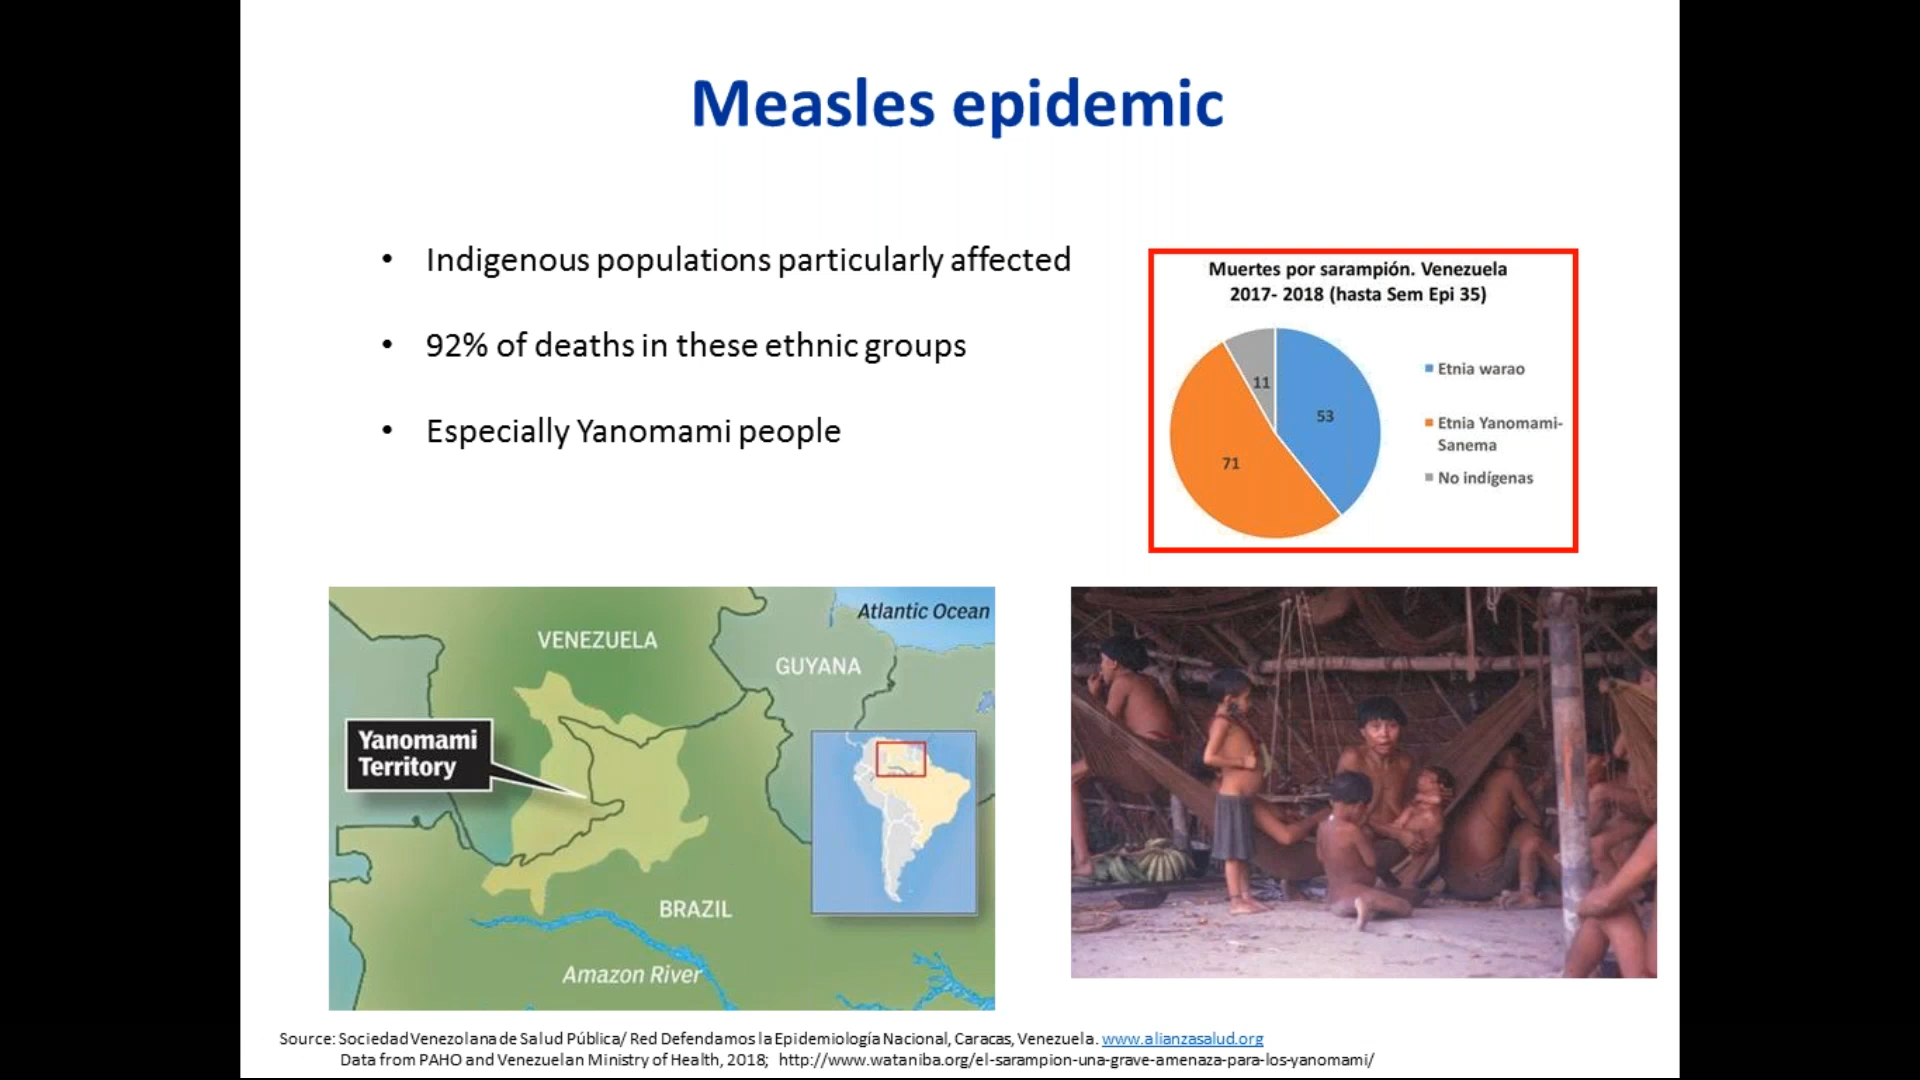 Measles epidemic
• Indigenous populations particularly affected
• 92% of deaths in these ethnic groups
• Especially Yanomami people
Muertes por sarampión. Venezuela
2017- 2018 (hasta Sem Epi 35)
11
53
71
Etnia warao
Etnia Yanomami-
Sanema
No indígenas
Atlantic Ocean
VENEZUELA
GUYANA
Yanomami
Territory
BRAZIL
Amazon River
Source: Sociedad Venezolana de Salud Pública/ Red Defendamos la Epidemiología Nacional, Caracas, Venezuela. www.alianzasalud.org
Data from PAHO and Venezuelan Ministry of Health, 2018; http://www.wataniba.org/el-sarampion-una-grave-amenaza-para-los-yanomami/